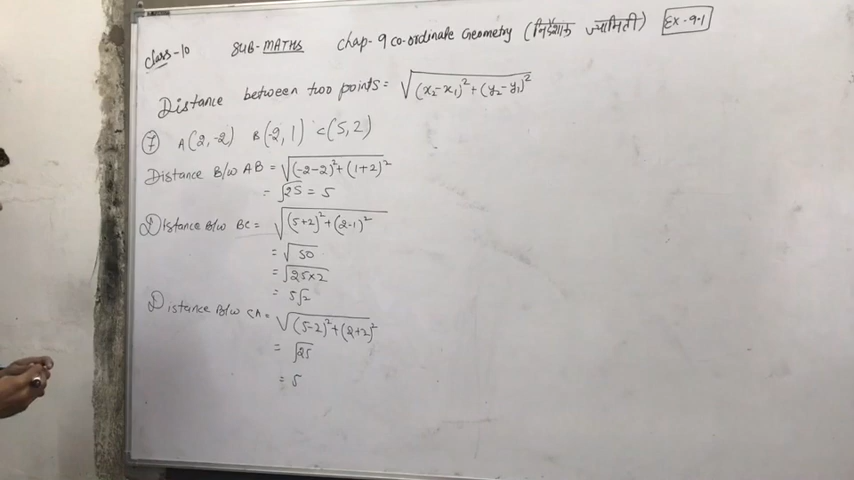 class-10 SUB-MATHS Chap-9 co-ordinate Geometry (निर्देशांक ज्यामिती) Ex-9.1
Distance between two points = √(x₂-x₁)²+(y₂-y₁)²
⑦ A(2,-2) B(-2,1) C(5,2)
Distance B/w AB = √(-2-2)²+(1+2)²
= √25 = 5
Distance B/w BC = √(5+2)²+(2-1)²
= √50
= √25×2
= 5√2
Distance B/w CA = √(5-2)²+(2+2)²
= √25
= 5